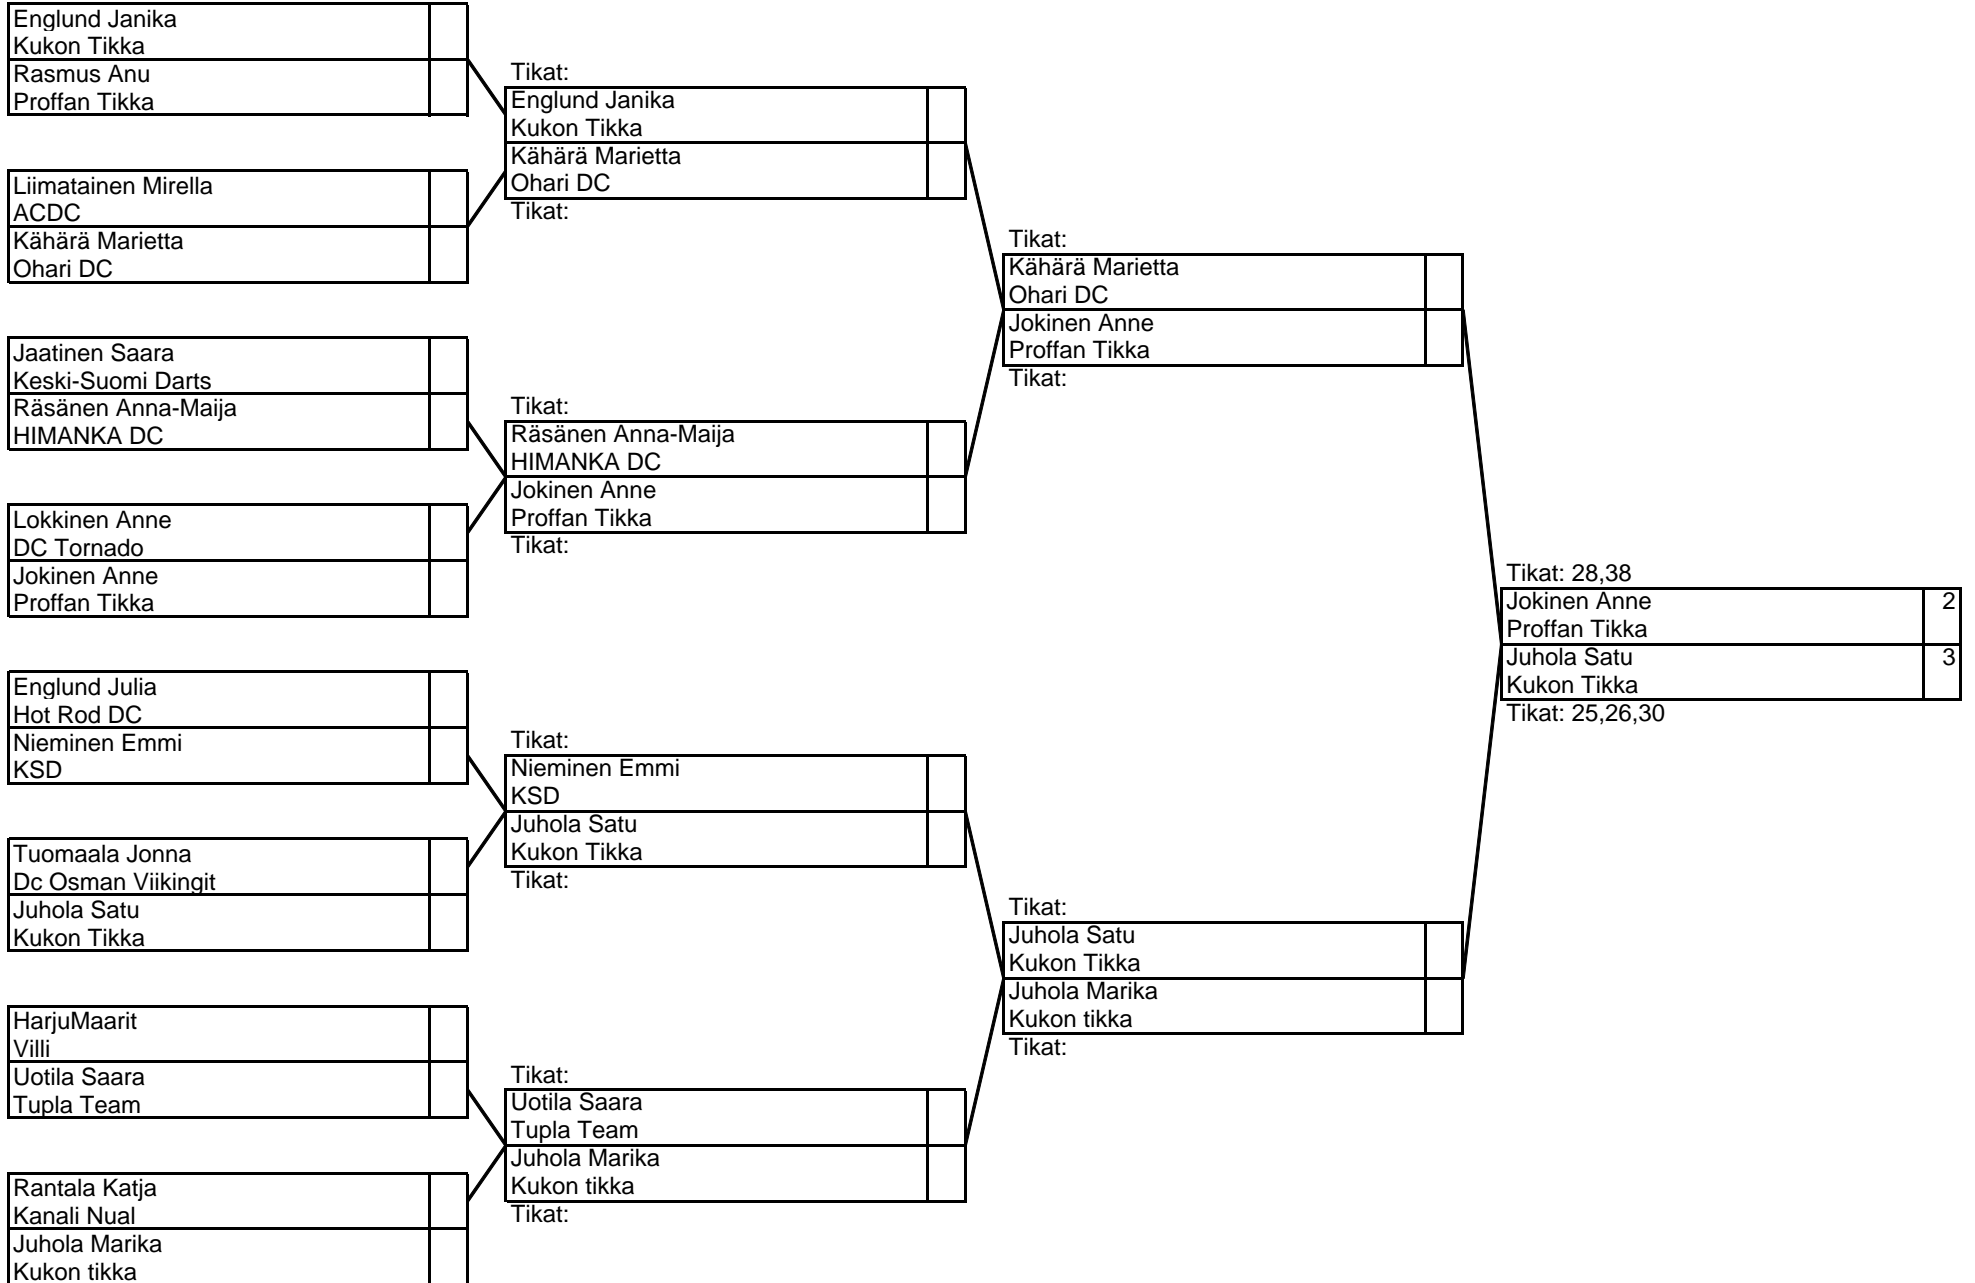 Englund Janika
Kukon Tikka
Rasmus Anu
Proffan Tikka
Liimatainen Mirella
ACDC
Kähärä Marietta
Ohari DC
Jaatinen Saara
Keski-Suomi Darts
Räsänen Anna-Maija
HIMANKA DC
Lokkinen Anne
DC Tornado
Jokinen Anne
Proffan Tikka
Englund Julia
Hot Rod DC
Nieminen Emmi
KSD
Tuomaala Jonna
Dc Osman Viikingit
Juhola Satu
Kukon Tikka
HarjuMaarit
Villi
Uotila Saara
Tupla Team
Rantala Katja
Kanali Nual
Juhola Marika
Kukon tikka
Tikat:
Englund Janika
Kukon Tikka
Kähärä Marietta
Ohari DC
Tikat:
Tikat:
Räsänen Anna-Maija
HIMANKA DC
Jokinen Anne
Proffan Tikka
Tikat:
Tikat:
Nieminen Emmi
KSD
Juhola Satu
Kukon Tikka
Tikat:
Tikat:
Uotila Saara
Tupla Team
Juhola Marika
Kukon tikka
Tikat:
Tikat:
Kähärä Marietta
Ohari DC
Jokinen Anne
Proffan Tikka
Tikat:
Tikat:
Juhola Satu
Kukon Tikka
Juhola Marika
Kukon tikka
Tikat:
Tikat: 28,38
Jokinen Anne 2
Proffan Tikka
Juhola Satu 3
Kukon Tikka
Tikat: 25,26,30